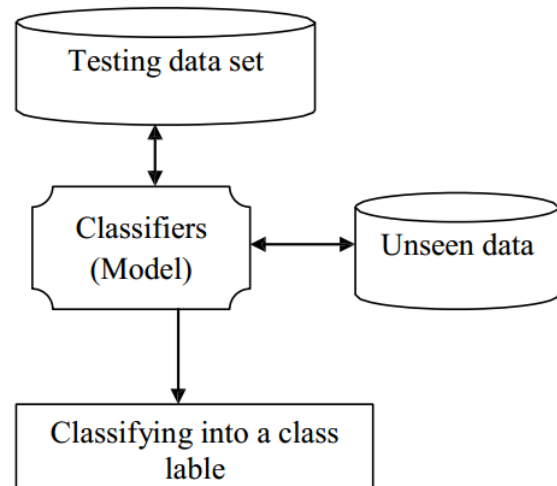 Testing data set
Classifiers
(Model)
Unseen data
Classifying into a class
lable